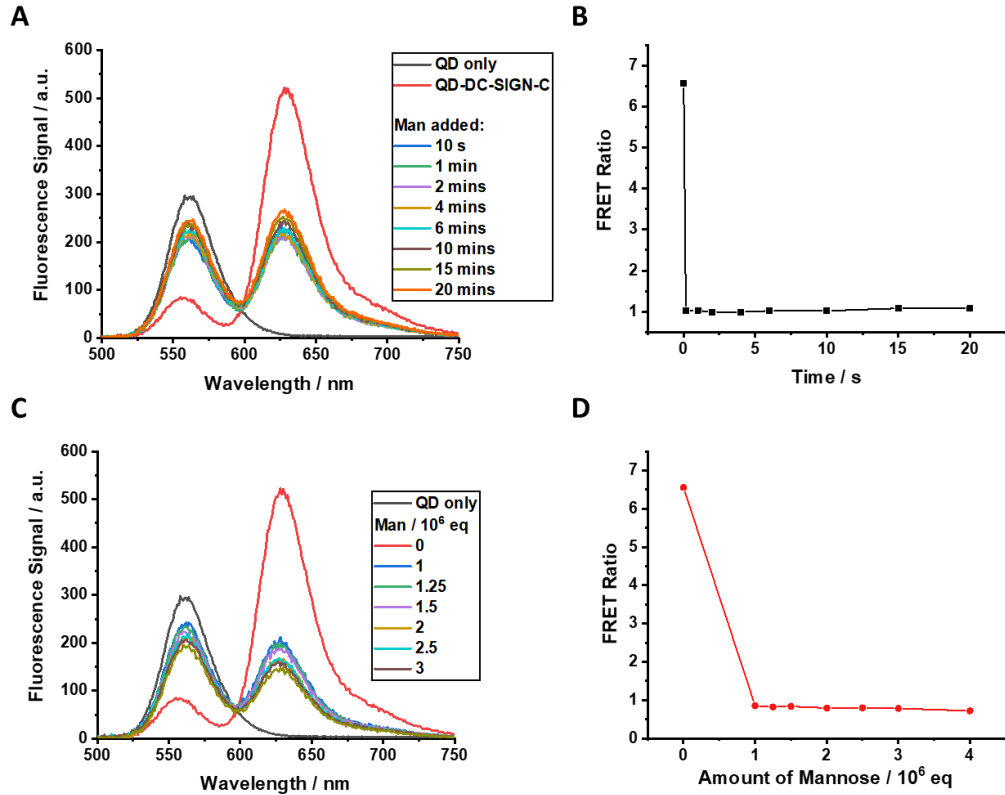 A
Fluorescence Signal / a.u.
600
500
400
300
200
100
0
500 550 600 650 700 750
Wavelength / nm
QD only
QD-DC-SIGN-C
Man added:
10 s
1 min
2 mins
4 mins
6 mins
10 mins
15 mins
20 mins
B
FRET Ratio
7
6
5
4
3
2
1
0 5 10 15 20
Time / s
C
Fluorescence Signal / a.u.
600
500
400
300
200
100
0
500 550 600 650 700 750
Wavelength / nm
QD only
Man / 10⁶ eq
0
1
1.25
1.5
2
2.5
3
D
FRET Ratio
7
6
5
4
3
2
1
0
0 1 2 3 4
Amount of Mannose / 10⁶ eq